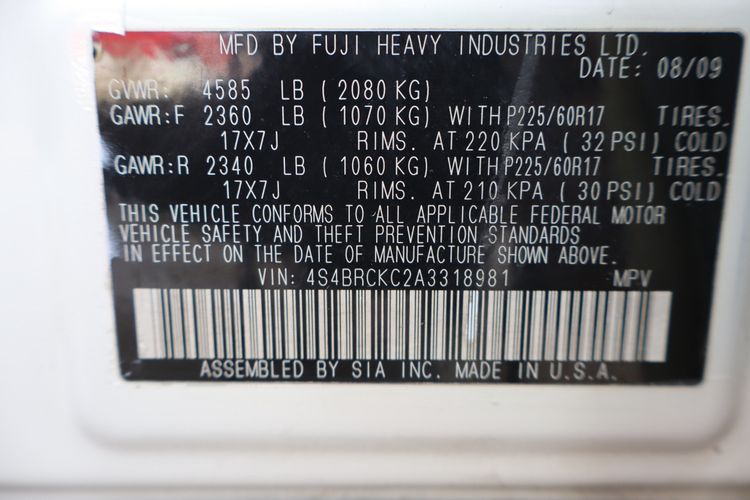 MFD BY FUJI HEAVY INDUSTRIES LTD.
DATE: 08/09
GVWR: 4585 LB ( 2080 KG)
GAWR:F 2360 LB ( 1070 KG) WITH P225/60R17 TIRES.
17X7J RIMS. AT 220 KPA ( 32 PSI) COLD
GAWR:R 2340 LB ( 1060 KG) WITH P225/60R17 TIRES.
17X7J RIMS. AT 210 KPA ( 30 PSI) COLD
THIS VEHICLE CONFORMS TO ALL APPLICABLE FEDERAL MOTOR
VEHICLE SAFETY AND THEFT PREVENTION STANDARDS
IN EFFECT ON THE DATE OF MANUFACTURE SHOWN ABOVE.
VIN: 4S4BRCKC2A3318981 MPV
ASSEMBLED BY SIA INC. MADE IN U.S.A.